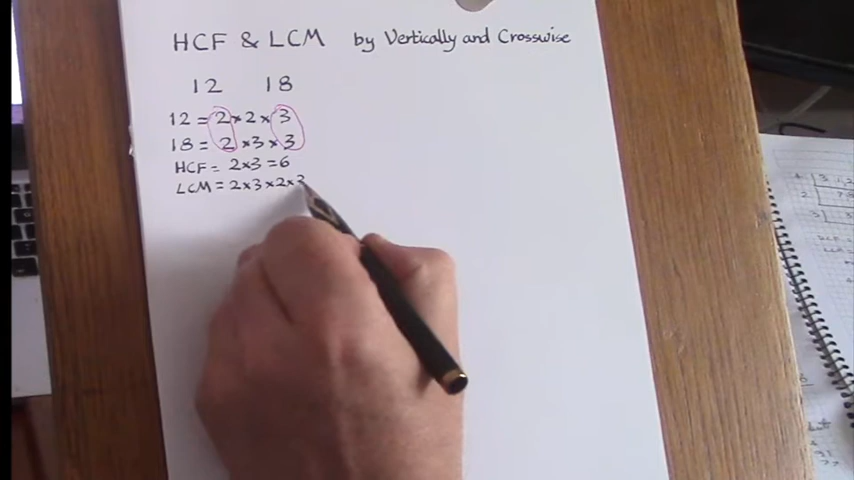 HCF & LCM by Vertically and Crosswise
12 18
12 = 2 × 2 × 3
18 = 2 × 3 × 3
HCF = 2×3 = 6
LCM = 2×3 ×2×3